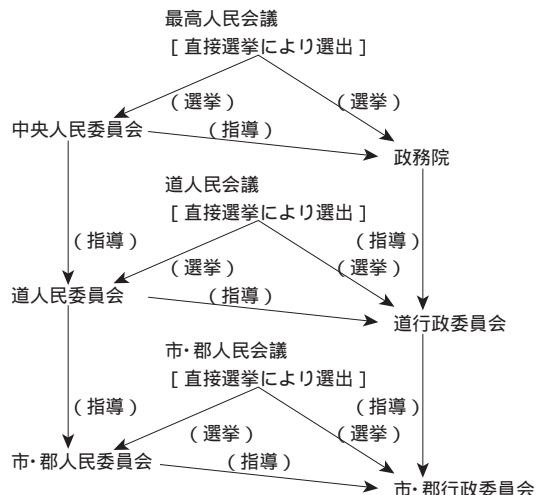 最高人民会議
[ 直接選挙により選出 ]
(選挙) (選挙)
中央人民委員会 (指導)
政務院
道人民会議
[ 直接選挙により選出 ]
(指導) (指導)
(選挙) (選挙)
道人民委員会 (指導)
道行政委員会
市・郡人民会議
[ 直接選挙により選出 ]
(指導) (指導)
(選挙) (選挙)
市・郡人民委員会 (指導)
市・郡行政委員会